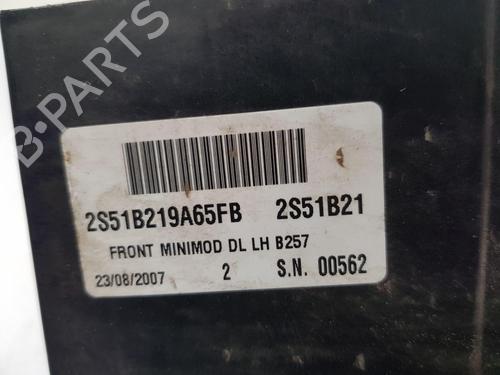 B-PARTS
2S51B219A65FB 2S51B21
FRONT MINIMOD DL LH B257
23/08/2007 2 S.N. 00562